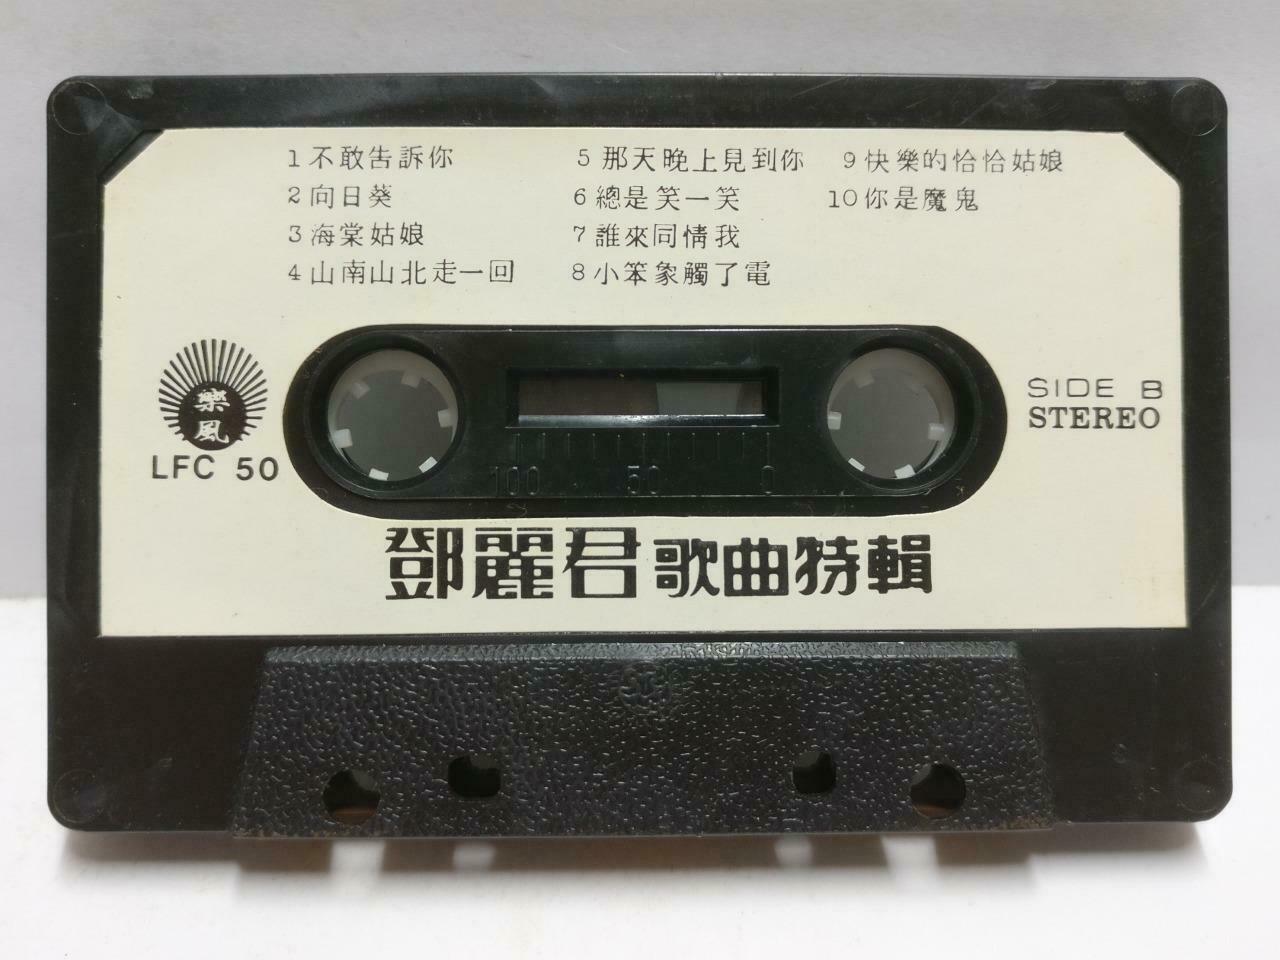 1 不敢告訴你
2 向日葵
3 海棠姑娘
4 山南山北走一回
5 那天晚上見到你
6 總是笑一笑
7 誰來同情我
8 小笨象觸了電
9 快樂的恰恰姑娘
10 你是魔鬼
樂風
LFC 50
SIDE B
STEREO
100 50 0
鄧麗君歌曲特輯